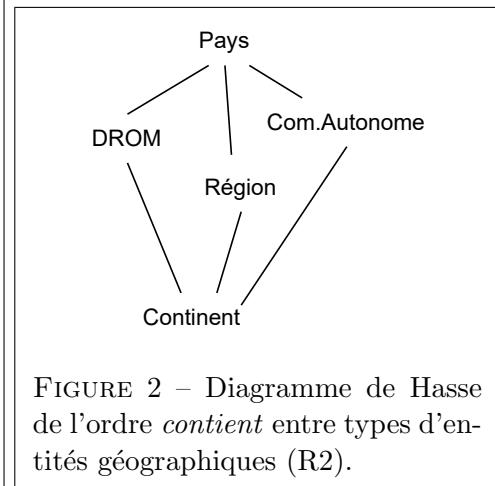 Pays
DROM
Com.Autonome
Région
Continent
FIGURE 2 – Diagramme de Hasse
de l'ordre contient entre types d'en-
tités géographiques (R2).